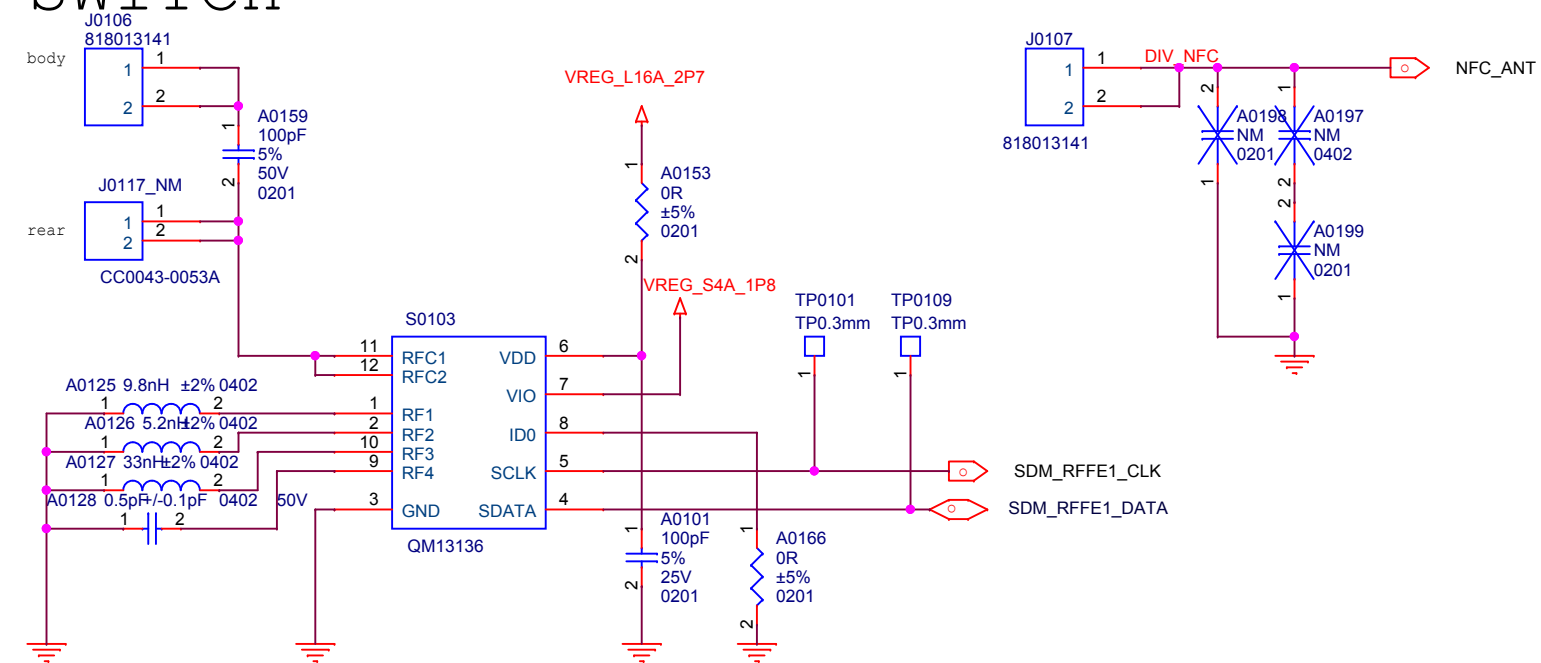 SWITCH
J0106
818013141
body
1
1
2
2
A0159
100pF
5%
50V
0201
1
2
J0117_NM
rear
1
1
2
2
CC0043-0053A
VREG_L16A_2P7
1
A0153
0R
±5%
0201
2
VREG_S4A_1P8
J0107
1
1
2
2
818013141
DIV_NFC
NFC_ANT
2
A0198
NM
0201
1
1
A0197
NM
0402
2
2
A0199
NM
0201
1
TP0101
TP0.3mm
1
TP0109
TP0.3mm
1
S0103
11 RFC1
12 RFC2
1 RF1
2 RF2
10 RF3
9 RF4
3 GND
VDD 6
VIO 7
ID0 8
SCLK 5
SDATA 4
QM13136
A0125 9.8nH ±2% 0402
1 2
A0126 5.2nH±2% 0402
1 2
A0127 33nH±2% 0402
1 2
A0128 0.5pF+/-0.1pF 0402 50V
1 2
SDM_RFFE1_CLK
SDM_RFFE1_DATA
1
A0101
100pF
5%
25V
0201
2
1
A0166
0R
±5%
0201
2